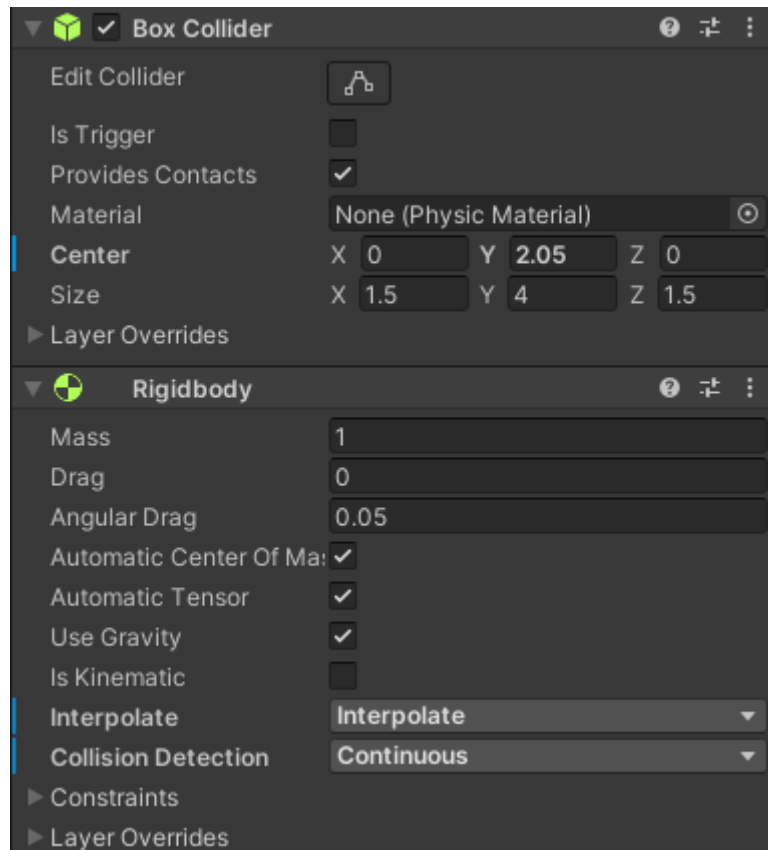 Box Collider
Edit Collider
Is Trigger
Provides Contacts
Material None (Physic Material)
Center X 0 Y 2.05 Z 0
Size X 1.5 Y 4 Z 1.5
Layer Overrides
Rigidbody
Mass 1
Drag 0
Angular Drag 0.05
Automatic Center Of Mas
Automatic Tensor
Use Gravity
Is Kinematic
Interpolate Interpolate
Collision Detection Continuous
Constraints
Layer Overrides